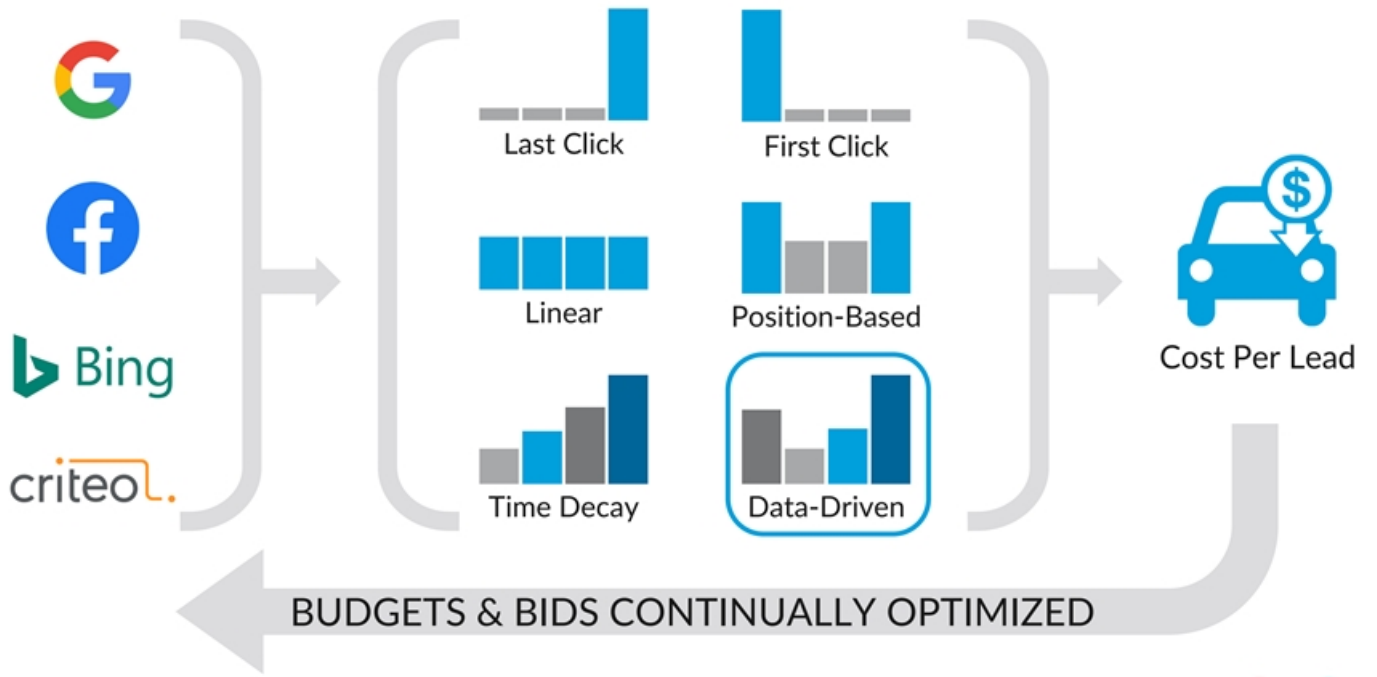 G
f
b Bing
criteo
Last Click
First Click
Linear
Position-Based
Time Decay
Data-Driven
$
Cost Per Lead
BUDGETS & BIDS CONTINUALLY OPTIMIZED